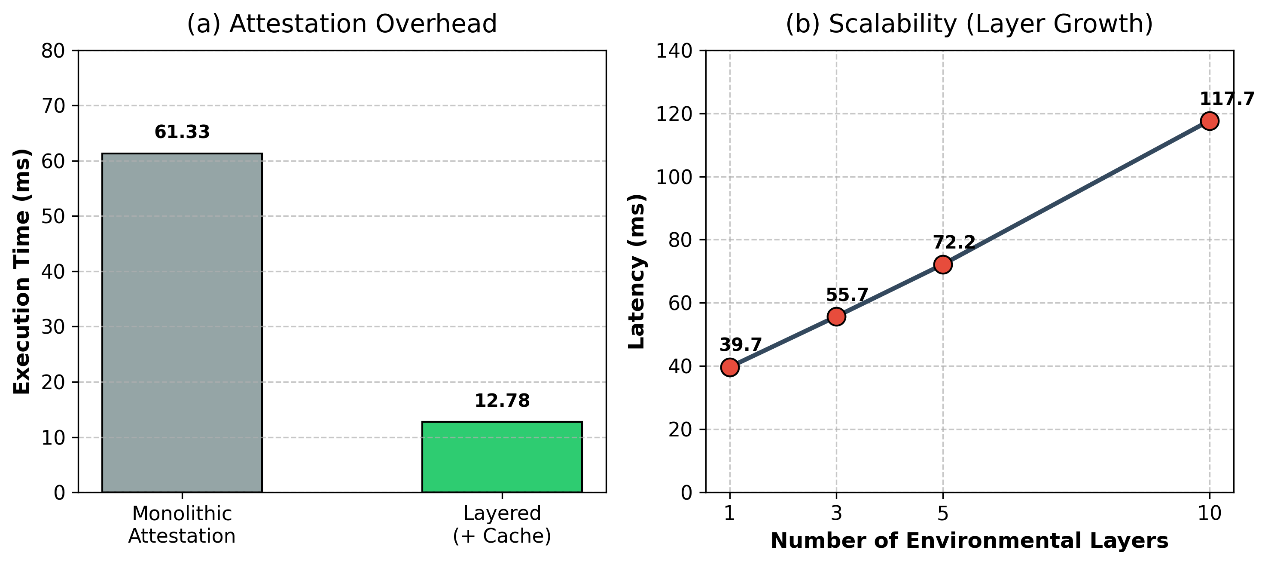 (a) Attestation Overhead
Execution Time (ms)
80
70
60
50
40
30
20
10
0
61.33
12.78
Monolithic
Attestation
Layered
(+ Cache)
(b) Scalability (Layer Growth)
Latency (ms)
140
120
100
80
60
40
20
0
39.7
55.7
72.2
117.7
1 3 5 10
Number of Environmental Layers